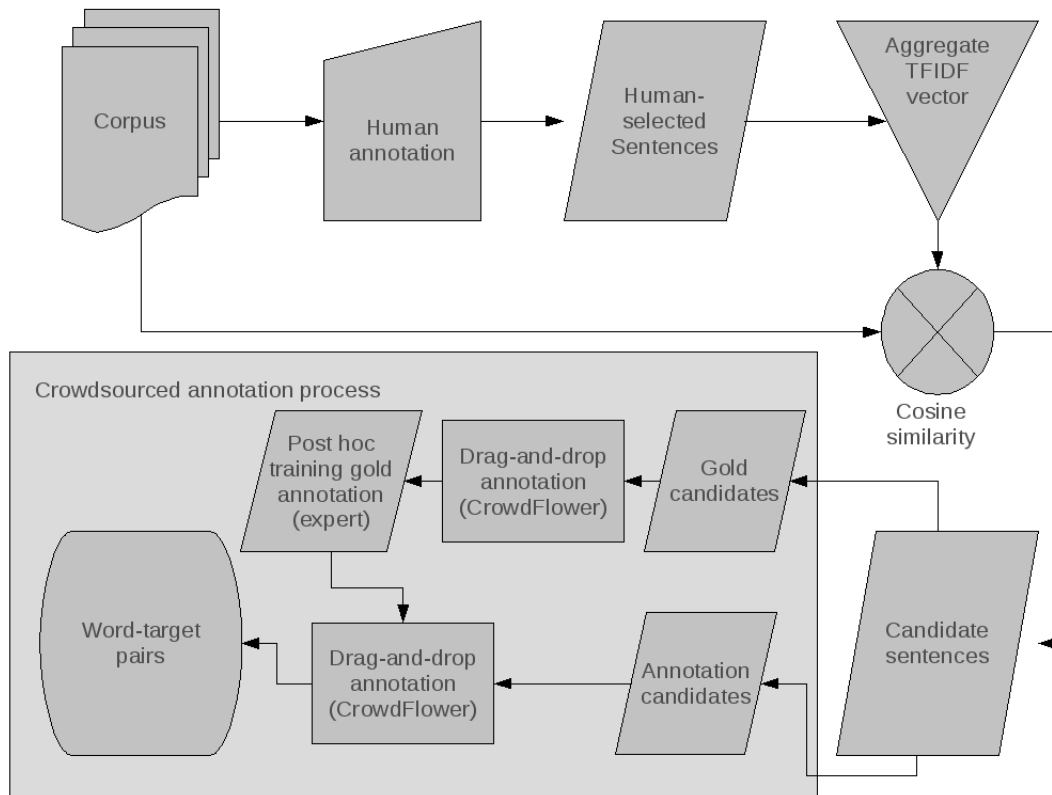 Corpus
Human
annotation
Human-
selected
Sentences
Aggregate
TFIDF
vector
Cosine
similarity
Crowdsourced annotation process
Post hoc
training gold
annotation
(expert)
Drag-and-drop
annotation
(CrowdFlower)
Gold
candidates
Word-target
pairs
Drag-and-drop
annotation
(CrowdFlower)
Annotation
candidates
Candidate
sentences